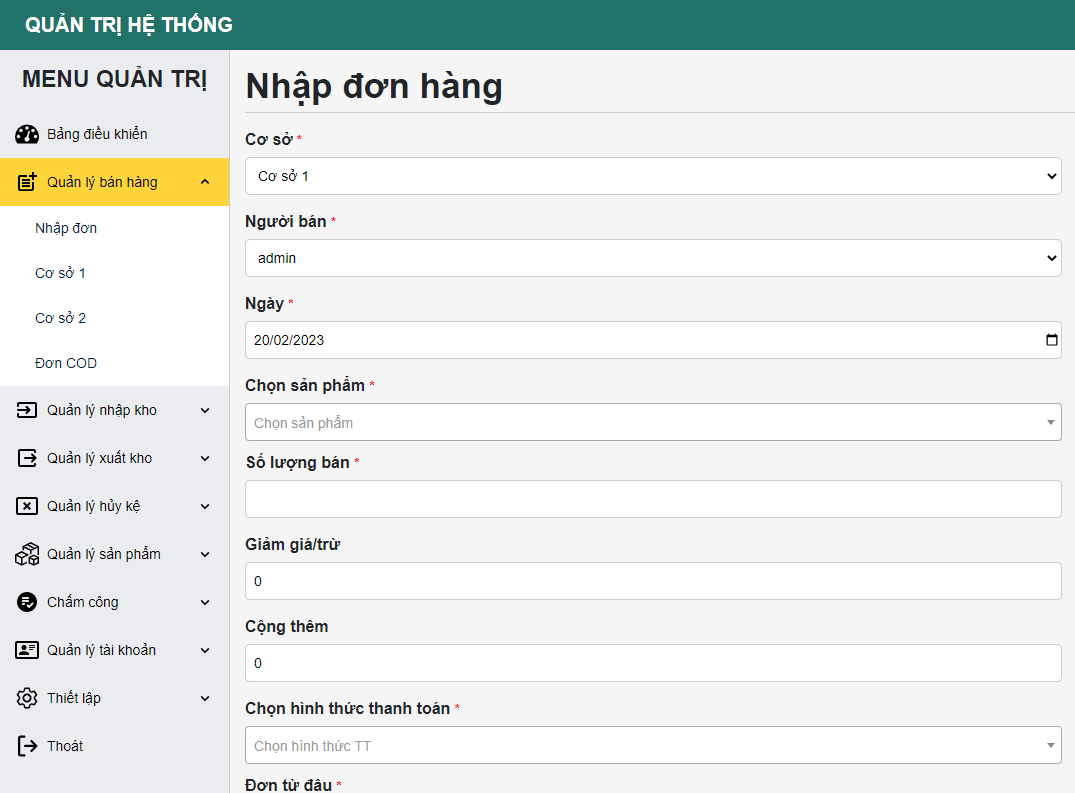 QUẢN TRỊ HỆ THỐNG
MENU QUẢN TRỊ
Bảng điều khiển
Quản lý bán hàng
Nhập đơn
Cơ sở 1
Cơ sở 2
Đơn COD
Quản lý nhập kho
Quản lý xuất kho
Quản lý hủy kệ
Quản lý sản phẩm
Chấm công
Quản lý tài khoản
Thiết lập
Thoát
Nhập đơn hàng
Cơ sở *
Cơ sở 1
Người bán *
admin
Ngày *
20/02/2023
Chọn sản phẩm *
Chọn sản phẩm
Số lượng bán *
Giảm giá/trừ
0
Cộng thêm
0
Chọn hình thức thanh toán *
Chọn hình thức TT
Đơn từ đâu *